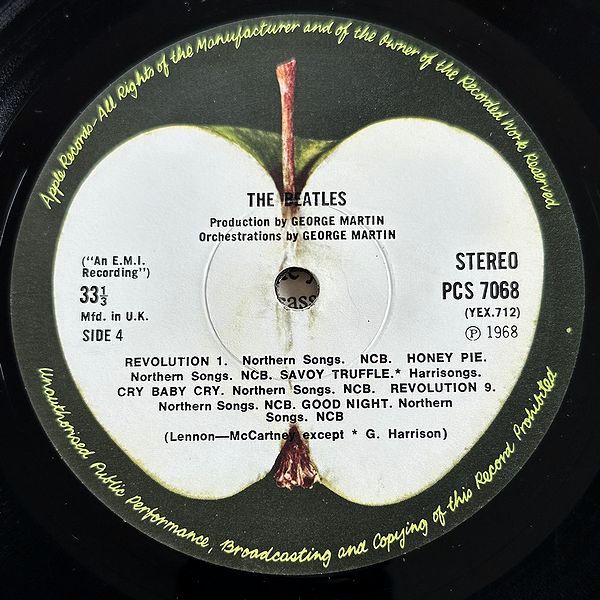 Apple Records-All Rights of the Manufacturer and of the Owner of the Recorded Work Reserved
THE BEATLES
Production by GEORGE MARTIN
Orchestrations by GEORGE MARTIN
("An E.M.I.
Recording")
33⅓
Mfd. in U.K.
SIDE 4
STEREO
PCS 7068
(YEX.712)
Ⓟ 1968
REVOLUTION 1. Northern Songs. NCB. HONEY PIE.
Northern Songs. NCB. SAVOY TRUFFLE.* Harrisongs.
CRY BABY CRY. Northern Songs. NCB. REVOLUTION 9.
Northern Songs. NCB. GOOD NIGHT. Northern
Songs. NCB
(Lennon—McCartney except * G. Harrison)
Unauthorised Public Performance, Broadcasting and Copying of this Record Prohibited